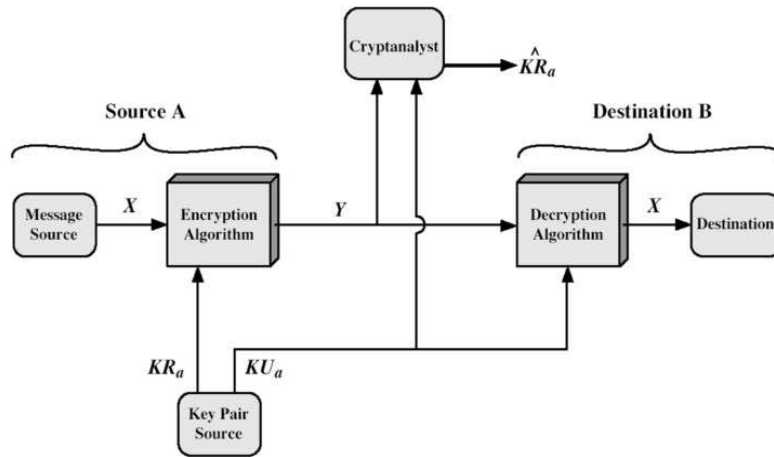 Cryptanalyst
K̂R_a
Source A
Destination B
Message
Source
X
Encryption
Algorithm
Y
Decryption
Algorithm
X
Destination
KR_a
KU_a
Key Pair
Source